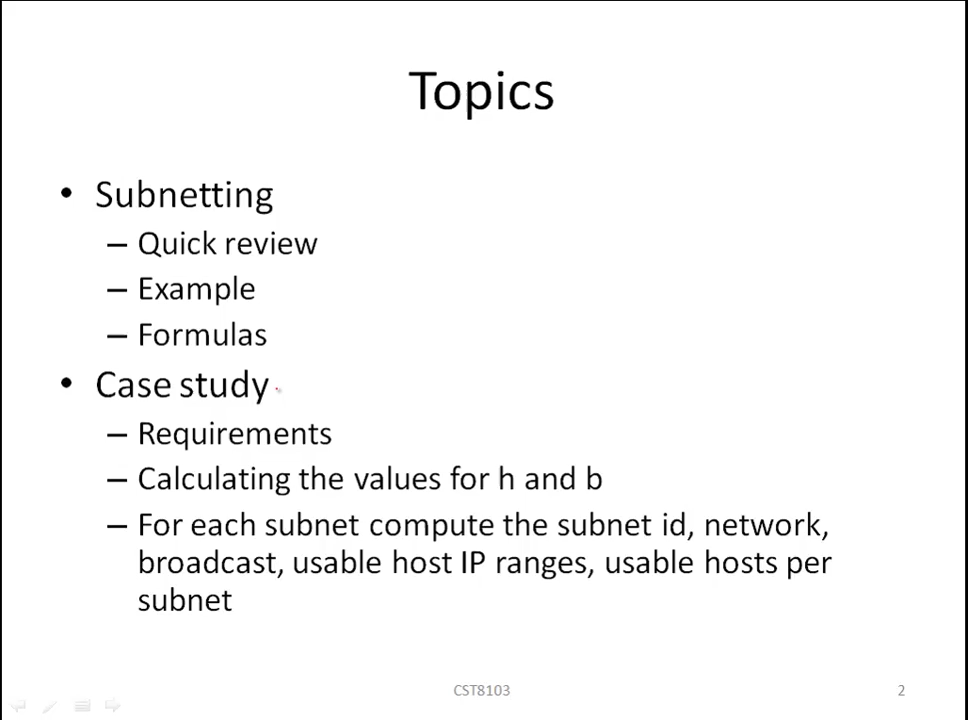 Topics
• Subnetting
– Quick review
– Example
– Formulas
• Case study
– Requirements
– Calculating the values for h and b
– For each subnet compute the subnet id, network,
broadcast, usable host IP ranges, usable hosts per
subnet
CST8103
2